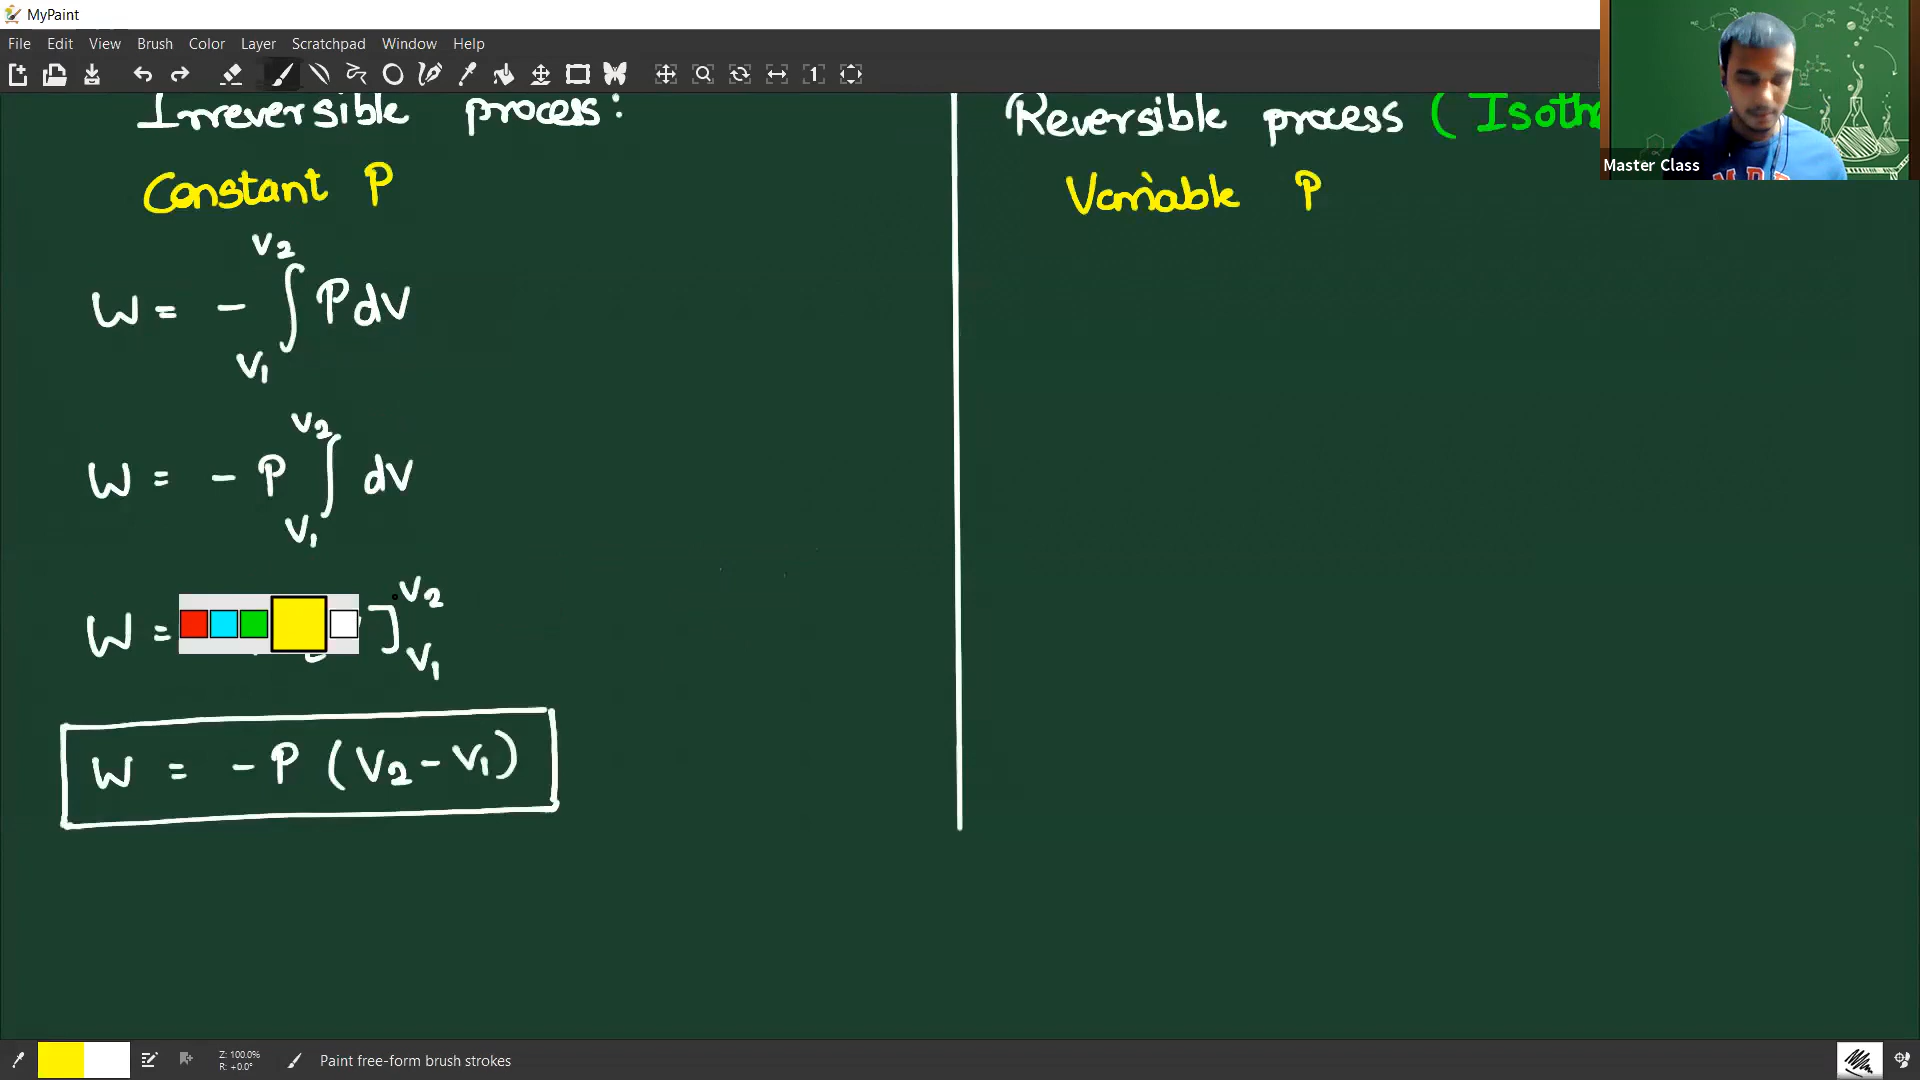 MyPaint
File Edit View Brush Color Layer Scratchpad Window Help
Master Class
Irreversible process:
Constant P
W = - ∫ P dV
V2
V1
W = - P ∫ dV
V2
V1
W = ] V2
V1
W = -P (V2 - V1)
Reversible process ( Isoth
Variable P
Z: 100.0%
R: +0.0°
Paint free-form brush strokes